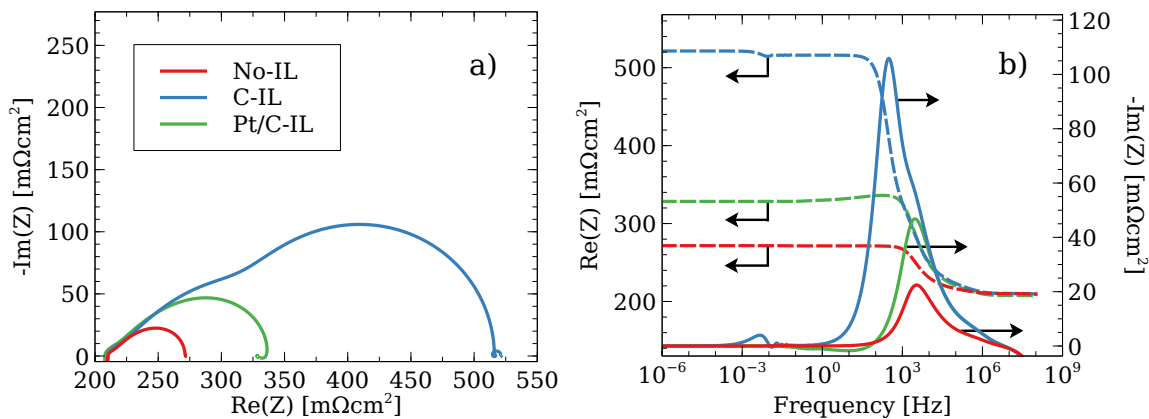 a)
No-IL
C-IL
Pt/C-IL
-Im(Z) [mΩcm²]
250
200
150
100
50
0
200 250 300 350 400 450 500 550
Re(Z) [mΩcm²]
b)
Re(Z) [mΩcm²]
500
400
300
200
120
100
80
60
40
20
0
-Im(Z) [mΩcm²]
10⁻⁶ 10⁻³ 10⁰ 10³ 10⁶ 10⁹
Frequency [Hz]